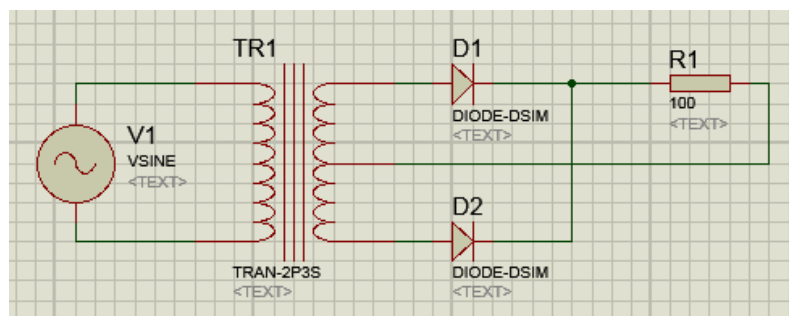 TR1
D1
R1
V1
VSINE
<TEXT>
DIODE-DSIM
<TEXT>
100
<TEXT>
D2
TRAN-2P3S
<TEXT>
DIODE-DSIM
<TEXT>